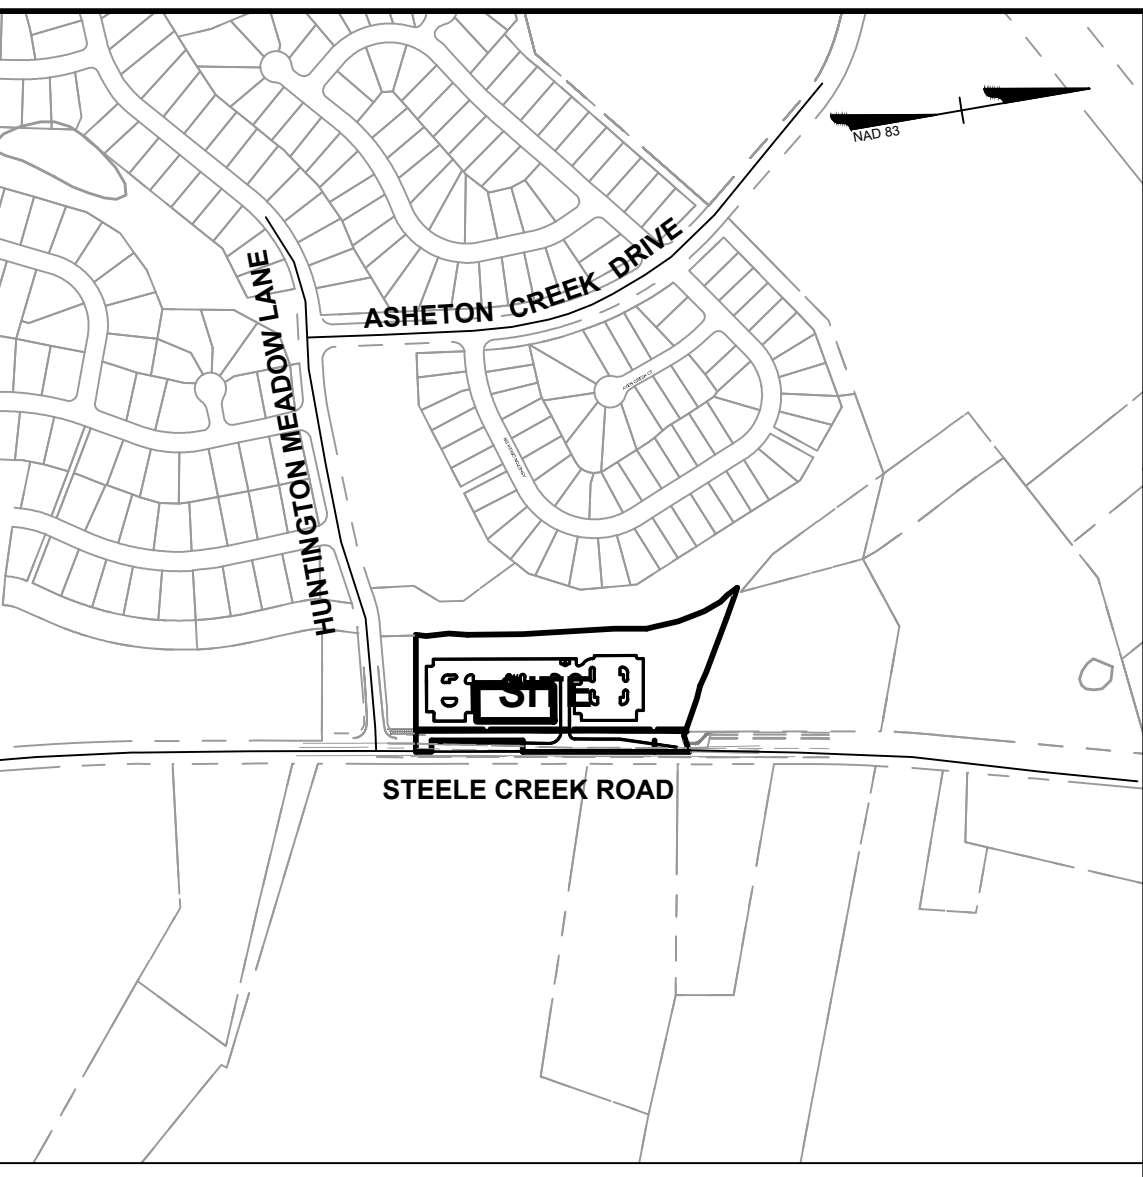 NAD 83
ASHETON CREEK DRIVE
HUNTINGTON MEADOW LANE
SITE
STEELE CREEK ROAD